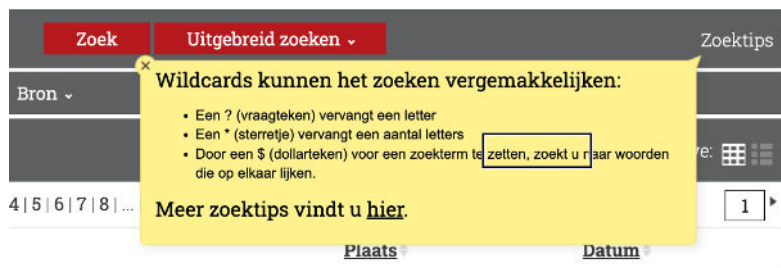 Zoek Uitgebreid zoeken Zoektips
Bron
Wildcards kunnen het zoeken vergemakkelijken:
• Een ? (vraagteken) vervangt een letter
• Een * (sterretje) vervangt een aantal letters
• Door een $ (dollarteken) voor een zoekterm te zetten, zoekt u naar woorden
die op elkaar lijken.
Meer zoektips vindt u hier.
4 | 5 | 6 | 7 | 8 | ... 1
Plaats Datum